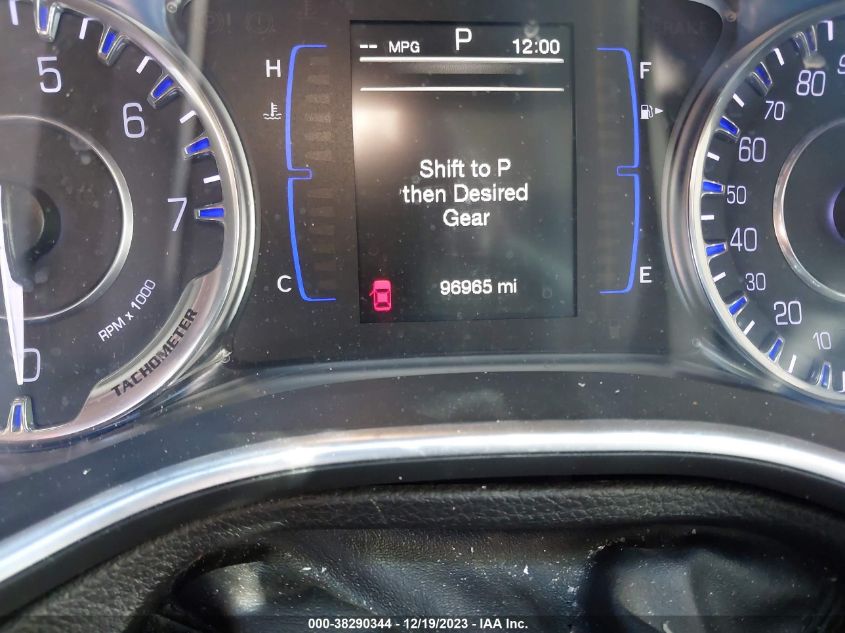 -- MPG P 12:00
H F
Shift to P
then Desired
Gear
C E
96965 mi
5
6
7
0
RPM x 1000
TACHOMETER
80
70
60
50
40
30
20
10
000-38290344 - 12/19/2023 - IAA Inc.